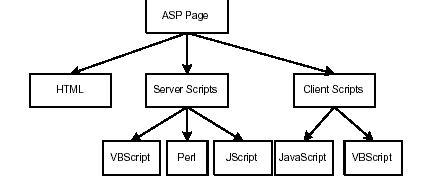 ASP Page
HTML
Server Scripts
Client Scripts
VBScript
Perl
JScript
JavaScript
VBScript